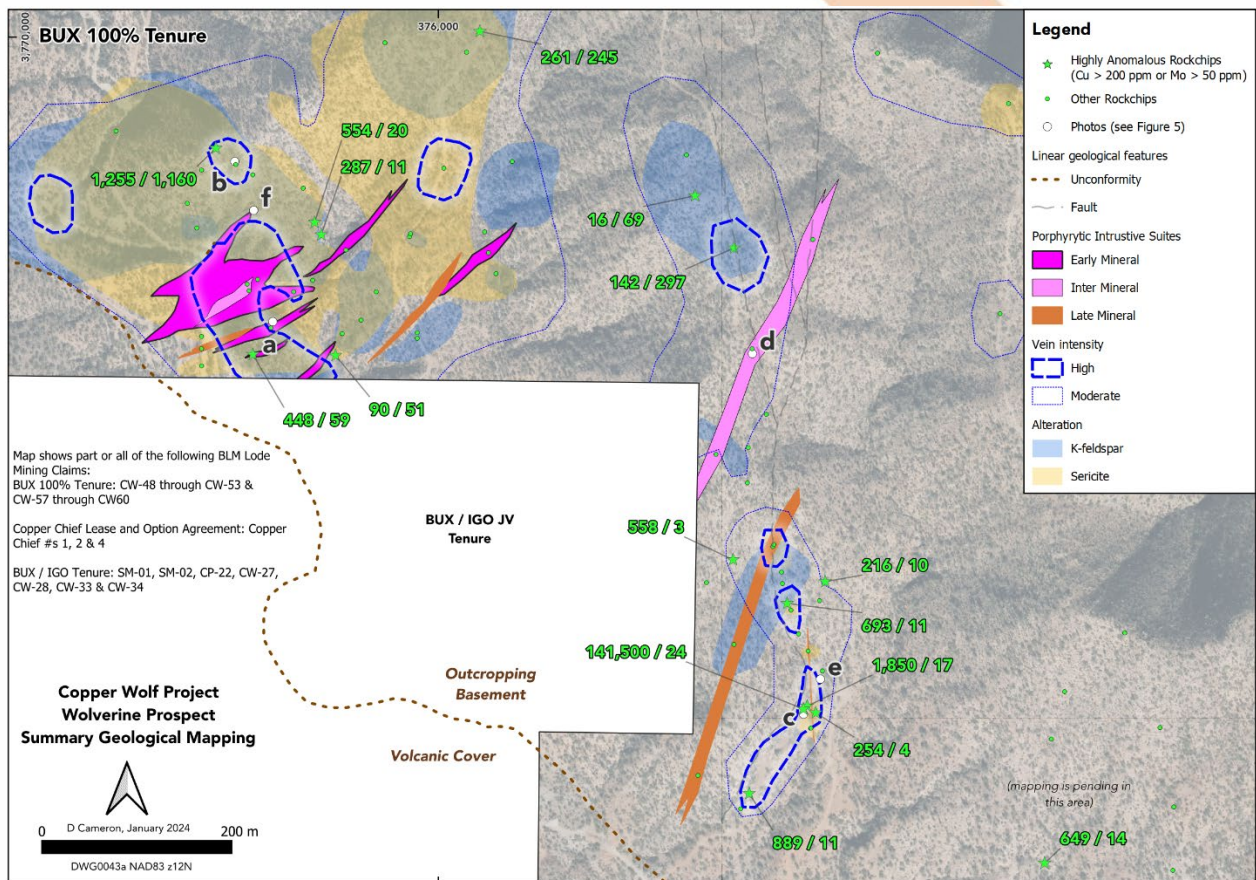 BUX 100% Tenure
3,770,000
376,000
261 / 245
554 / 20
287 / 11
1,255 / 1,160
b
f
16 / 69
142 / 297
a
d
448 / 59
90 / 51
Map shows part or all of the following BLM Lode
Mining Claims:
BUX 100% Tenure: CW-48 through CW-53 &
CW-57 through CW60
Copper Chief Lease and Option Agreement: Copper
Chief #s 1, 2 & 4
BUX / IGO Tenure: SM-01, SM-02, CP-22, CW-27,
CW-28, CW-33 & CW-34
BUX / IGO JV
Tenure
558 / 3
216 / 10
693 / 11
141,500 / 24
1,850 / 17
e
c
254 / 4
889 / 11
Outcropping
Basement
Volcanic Cover
(mapping is pending in
this area)
649 / 14
Copper Wolf Project
Wolverine Prospect
Summary Geological Mapping
D Cameron, January 2024
0
200 m
DWG0043a NAD83 z12N
Legend
Highly Anomalous Rockchips
(Cu > 200 ppm or Mo > 50 ppm)
Other Rockchips
Photos (see Figure 5)
Linear geological features
Unconformity
Fault
Porphyrytic Intrustive Suites
Early Mineral
Inter Mineral
Late Mineral
Vein intensity
High
Moderate
Alteration
K-feldspar
Sericite